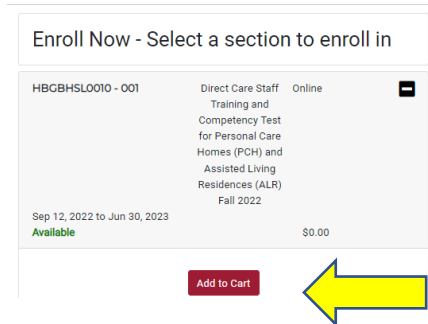 Enroll Now - Select a section to enroll in
HBGBHSL0010 - 001
Direct Care Staff
Training and
Competency Test
for Personal Care
Homes (PCH) and
Assisted Living
Residences (ALR)
Fall 2022
Online
Sep 12, 2022 to Jun 30, 2023
Available
$0.00
Add to Cart